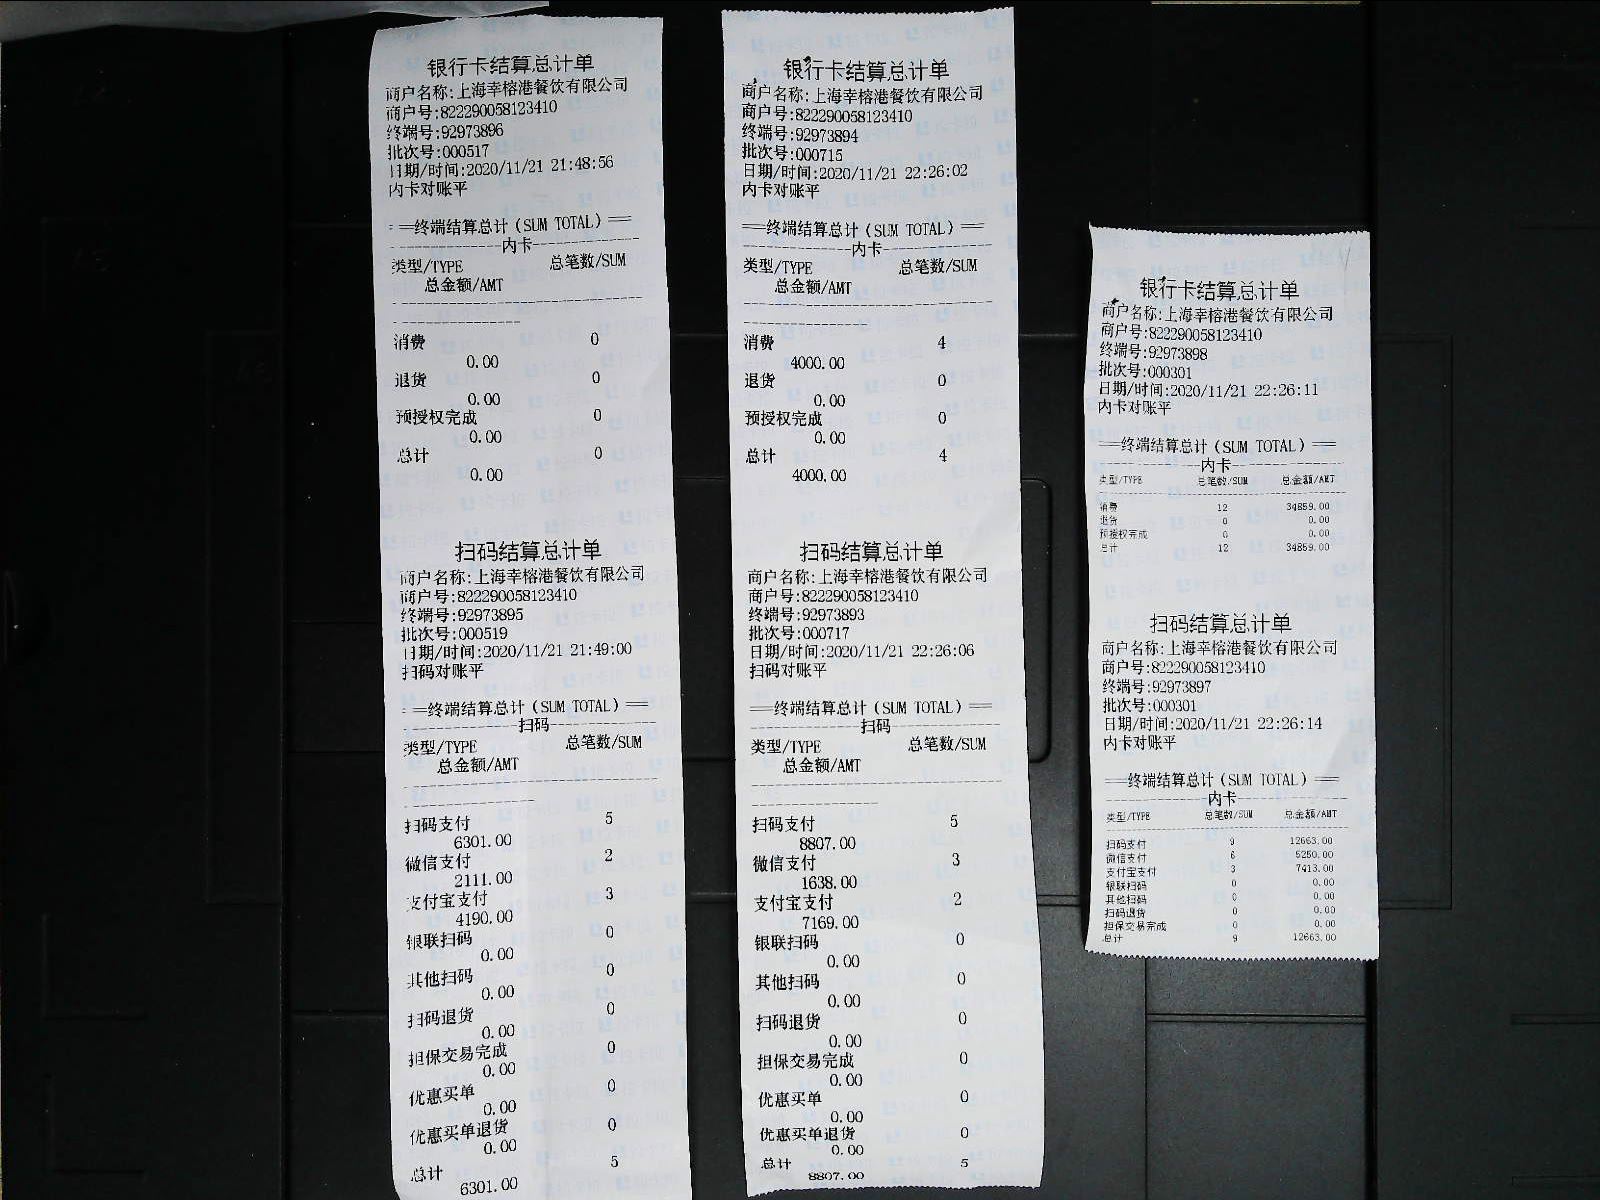 银行卡结算总计单
商户名称:上海幸榕港餐饮有限公司
商户号:822290058123410
终端号:92973896
批次号:000517
日期/时间:2020/11/21 21:48:56
内卡对账平
==终端结算总计(SUM TOTAL)==
内卡
类型/TYPE 总笔数/SUM
总金额/AMT
消费 0
0.00
退货 0
0.00
预授权完成 0
0.00
总计 0
0.00
扫码结算总计单
商户名称:上海幸榕港餐饮有限公司
商户号:822290058123410
终端号:92973895
批次号:000519
日期/时间:2020/11/21 21:49:00
扫码对账平
==终端结算总计(SUM TOTAL)==
扫码
类型/TYPE 总笔数/SUM
总金额/AMT
扫码支付 5
6301.00
微信支付 2
2111.00
支付宝支付 3
4190.00
银联扫码 0
0.00
其他扫码 0
0.00
扫码退货 0
0.00
担保交易完成 0
0.00
优惠买单 0
0.00
优惠买单退货 0
0.00
总计 5
6301.00
银行卡结算总计单
商户名称:上海幸榕港餐饮有限公司
商户号:822290058123410
终端号:92973894
批次号:000715
日期/时间:2020/11/21 22:26:02
内卡对账平
==终端结算总计(SUM TOTAL)==
内卡
类型/TYPE 总笔数/SUM
总金额/AMT
消费 4
4000.00
退货 0
0.00
预授权完成 0
0.00
总计 4
4000.00
扫码结算总计单
商户名称:上海幸榕港餐饮有限公司
商户号:822290058123410
终端号:92973893
批次号:000717
日期/时间:2020/11/21 22:26:06
扫码对账平
==终端结算总计(SUM TOTAL)==
扫码
类型/TYPE 总笔数/SUM
总金额/AMT
扫码支付 5
8807.00
微信支付 3
1638.00
支付宝支付 2
7169.00
银联扫码 0
0.00
其他扫码 0
0.00
扫码退货 0
0.00
担保交易完成 0
0.00
优惠买单 0
0.00
优惠买单退货 0
0.00
总计 5
8807.00
银行卡结算总计单
商户名称:上海幸榕港餐饮有限公司
商户号:822290058123410
终端号:92973898
批次号:000301
日期/时间:2020/11/21 22:26:11
内卡对账平
==终端结算总计(SUM TOTAL)==
内卡
类型/TYPE 总笔数/SUM 总金额/AMT
消费 12 34859.00
退货 0 0.00
预授权完成 0 0.00
总计 12 34859.00
扫码结算总计单
商户名称:上海幸榕港餐饮有限公司
商户号:822290058123410
终端号:92973897
批次号:000301
日期/时间:2020/11/21 22:26:14
内卡对账平
==终端结算总计(SUM TOTAL)==
内卡
类型/TYPE 总笔数/SUM 总金额/AMT
扫码支付 9 12663.00
微信支付 6 5250.00
支付宝支付 3 7413.00
银联扫码 0 0.00
其他扫码 0 0.00
扫码退货 0 0.00
担保交易完成 0 0.00
总计 9 12663.00